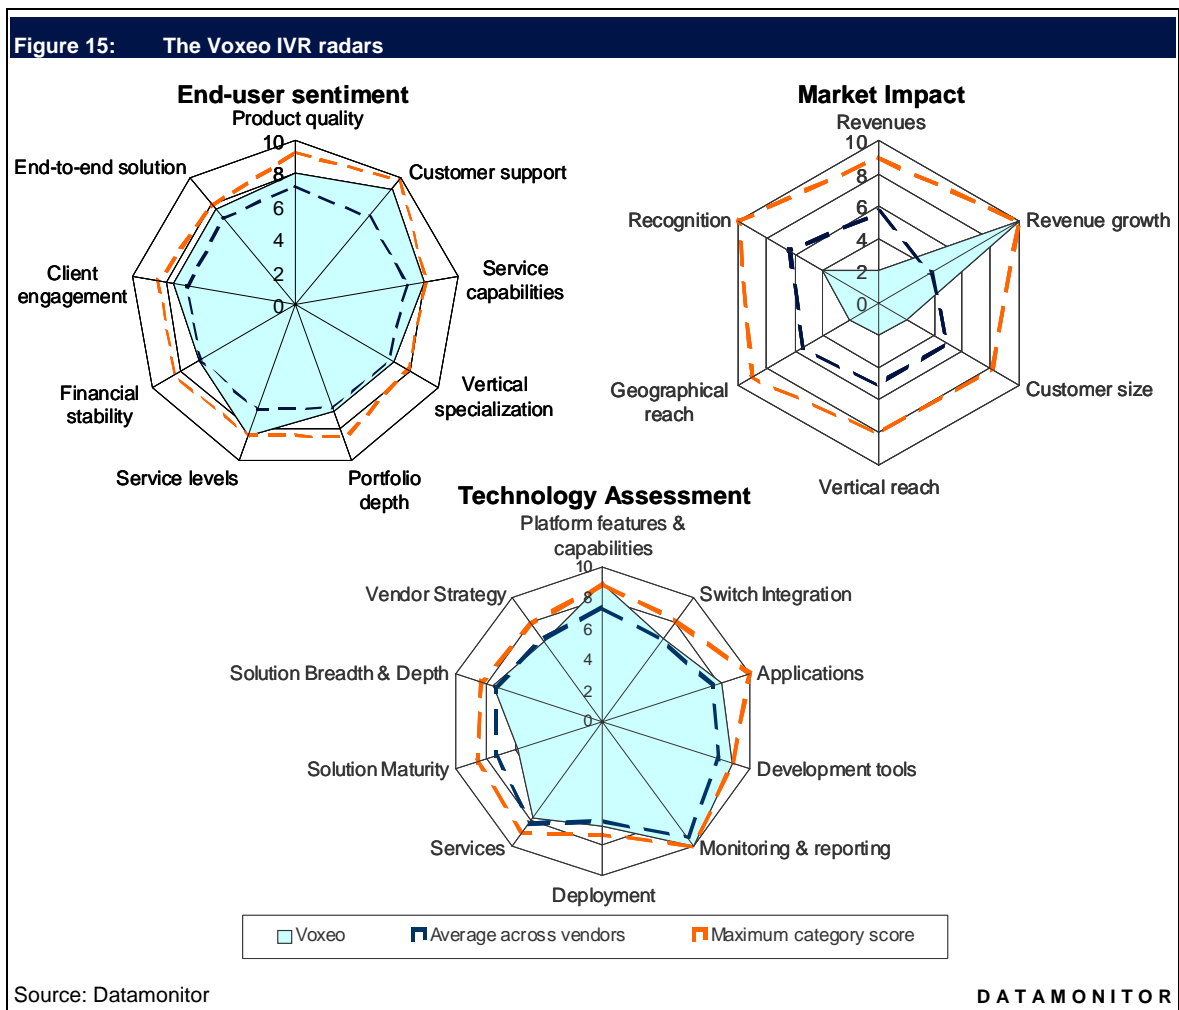 Figure 15: The Voxeo IVR radars
End-user sentiment
Product quality
10
8
6
4
2
0
Customer support
Service
capabilities
Vertical
specialization
Portfolio
depth
Service levels
Financial
stability
Client
engagement
End-to-end solution
Market Impact
Revenues
10
8
6
4
2
0
Revenue growth
Customer size
Vertical reach
Geographical
reach
Recognition
Technology Assessment
Platform features &
capabilities
10
8
6
4
2
0
Switch Integration
Applications
Development tools
Monitoring & reporting
Deployment
Services
Solution Maturity
Solution Breadth & Depth
Vendor Strategy
Voxeo
Average across vendors
Maximum category score
Source: Datamonitor
DATAMONITOR